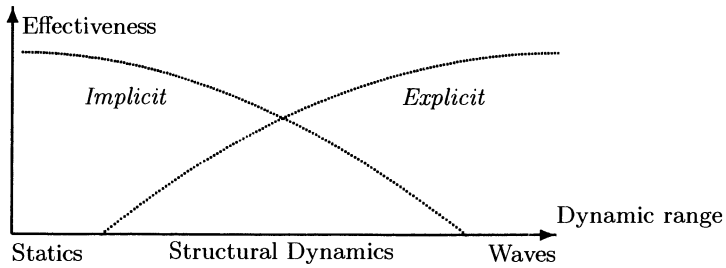 Effectiveness
Implicit
Explicit
Dynamic range
Statics
Structural Dynamics
Waves